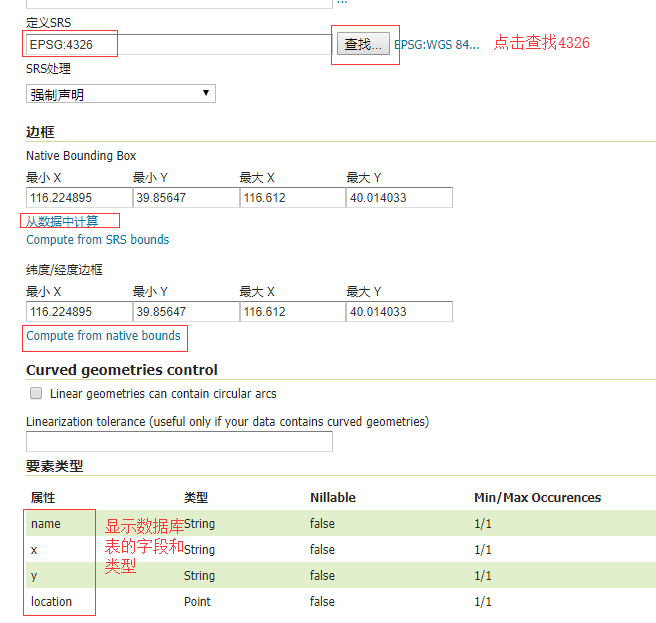 ...
定义SRS
EPSG:4326 查找... EPSG:WGS 84... 点击查找4326
SRS处理
强制声明
边框
Native Bounding Box
最小 X 最小 Y 最大 X 最大 Y
116.224895 39.85647 116.612 40.014033
从数据中计算
Compute from SRS bounds
纬度/经度边框
最小 X 最小 Y 最大 X 最大 Y
116.224895 39.85647 116.612 40.014033
Compute from native bounds
Curved geometries control
Linear geometries can contain circular arcs
Linearization tolerance (useful only if your data contains curved geometries)
要素类型
属性 类型 Nillable Min/Max Occurences
name String false 1/1
x String false 1/1
y String false 1/1
location Point false 1/1
显示数据库
表的字段和
类型